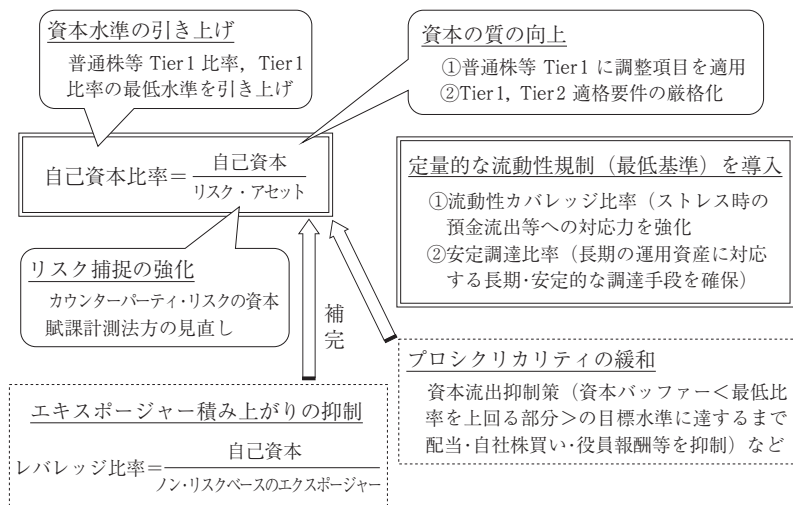 資本水準の引き上げ
普通株等 Tier1 比率，Tier1
比率の最低水準を引き上げ
資本の質の向上
①普通株等 Tier1 に調整項目を適用
②Tier1，Tier2 適格要件の厳格化
自己資本比率＝自己資本
リスク・アセット
定量的な流動性規制（最低基準）を導入
①流動性カバレッジ比率（ストレス時の
預金流出等への対応力を強化
②安定調達比率（長期の運用資産に対応
する長期・安定的な調達手段を確保）
リスク捕捉の強化
カウンターパーティ・リスクの資本
賦課計測法方の見直し
補完
プロシクリカリティの緩和
資本流出抑制策（資本バッファー＜最低比
率を上回る部分＞の目標水準に達するまで
配当・自社株買い・役員報酬等を抑制）など
エキスポージャー積み上がりの抑制
レバレッジ比率＝自己資本
ノン・リスクベースのエクスポージャー